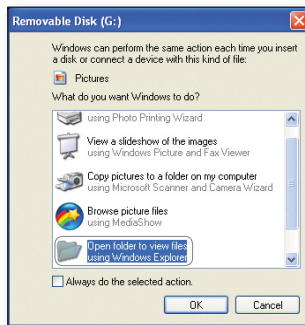 Removable Disk (G:)
Windows can perform the same action each time you insert
a disk or connect a device with this kind of file:
Pictures
What do you want Windows to do?
using Photo Printing Wizard
View a slideshow of the images
using Windows Picture and Fax Viewer
Copy pictures to a folder on my computer
using Microsoft Scanner and Camera Wizard
Browse picture files
using MediaShow
Open folder to view files
using Windows Explorer
Always do the selected action.
OK Cancel